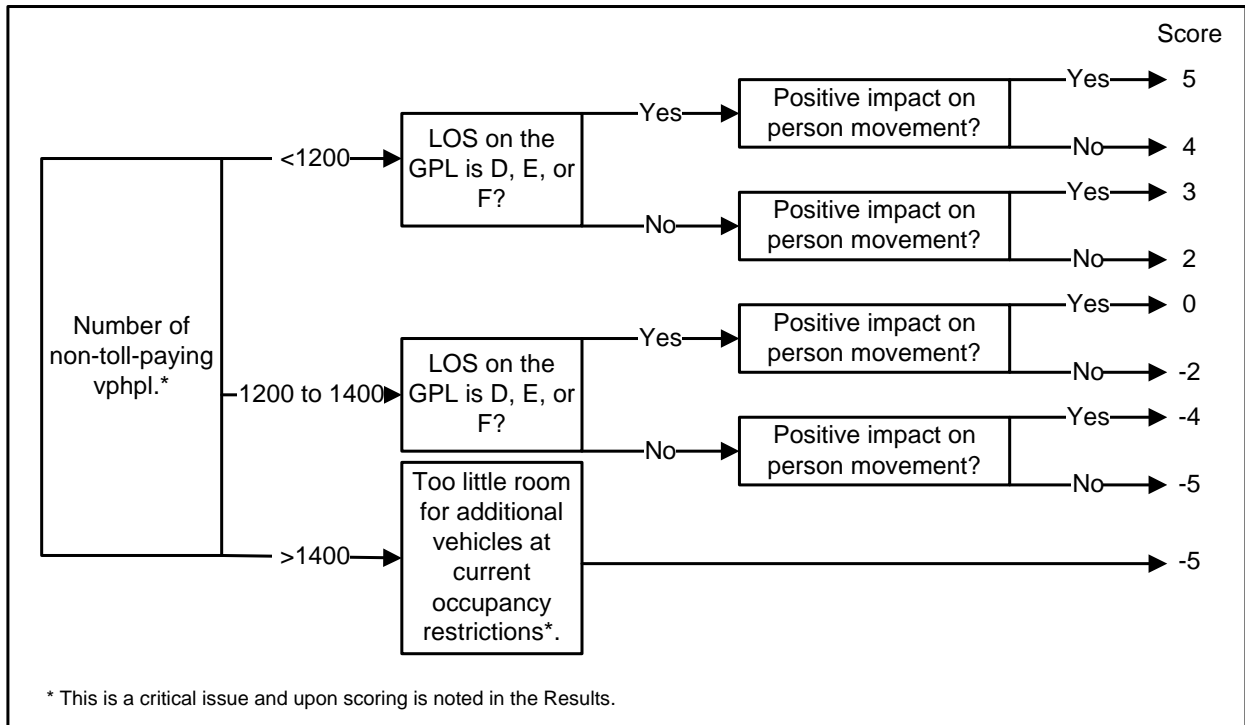 Score
Number of
non-toll-paying
vphpl.*
<1200
LOS on the
GPL is D, E, or
F?
Yes
Positive impact on
person movement?
Yes
5
No
4
No
Positive impact on
person movement?
Yes
3
No
2
1200 to 1400
LOS on the
GPL is D, E, or
F?
Yes
Positive impact on
person movement?
Yes
0
No
-2
No
Positive impact on
person movement?
Yes
-4
No
-5
>1400
Too little room
for additional
vehicles at
current
occupancy
restrictions*.
-5
* This is a critical issue and upon scoring is noted in the Results.